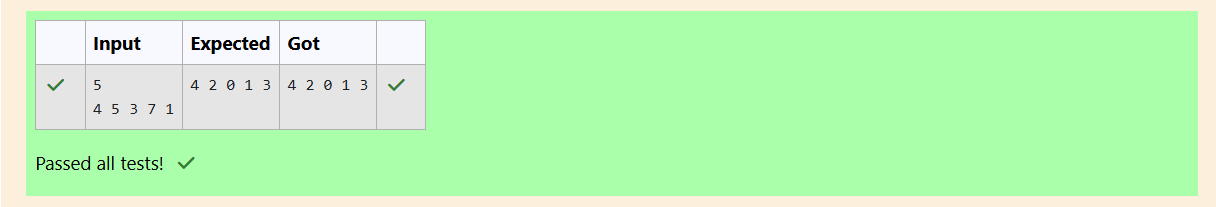 Input Expected Got
5 4 2 0 1 3 4 2 0 1 3
4 5 3 7 1
Passed all tests!